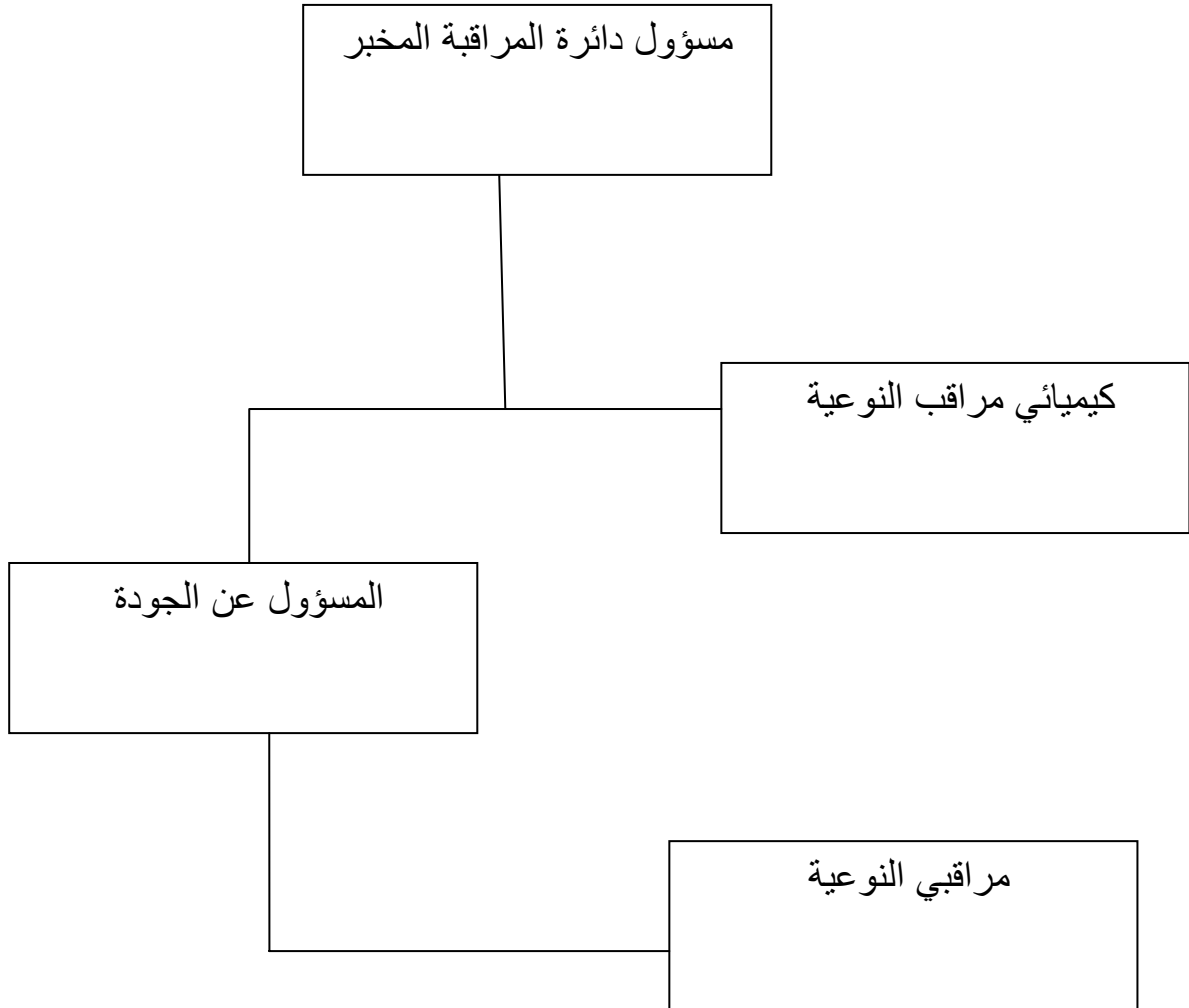 مسؤول دائرة المراقبة المخبر
كيميائي مراقب النوعية
المسؤول عن الجودة
مراقبي النوعية